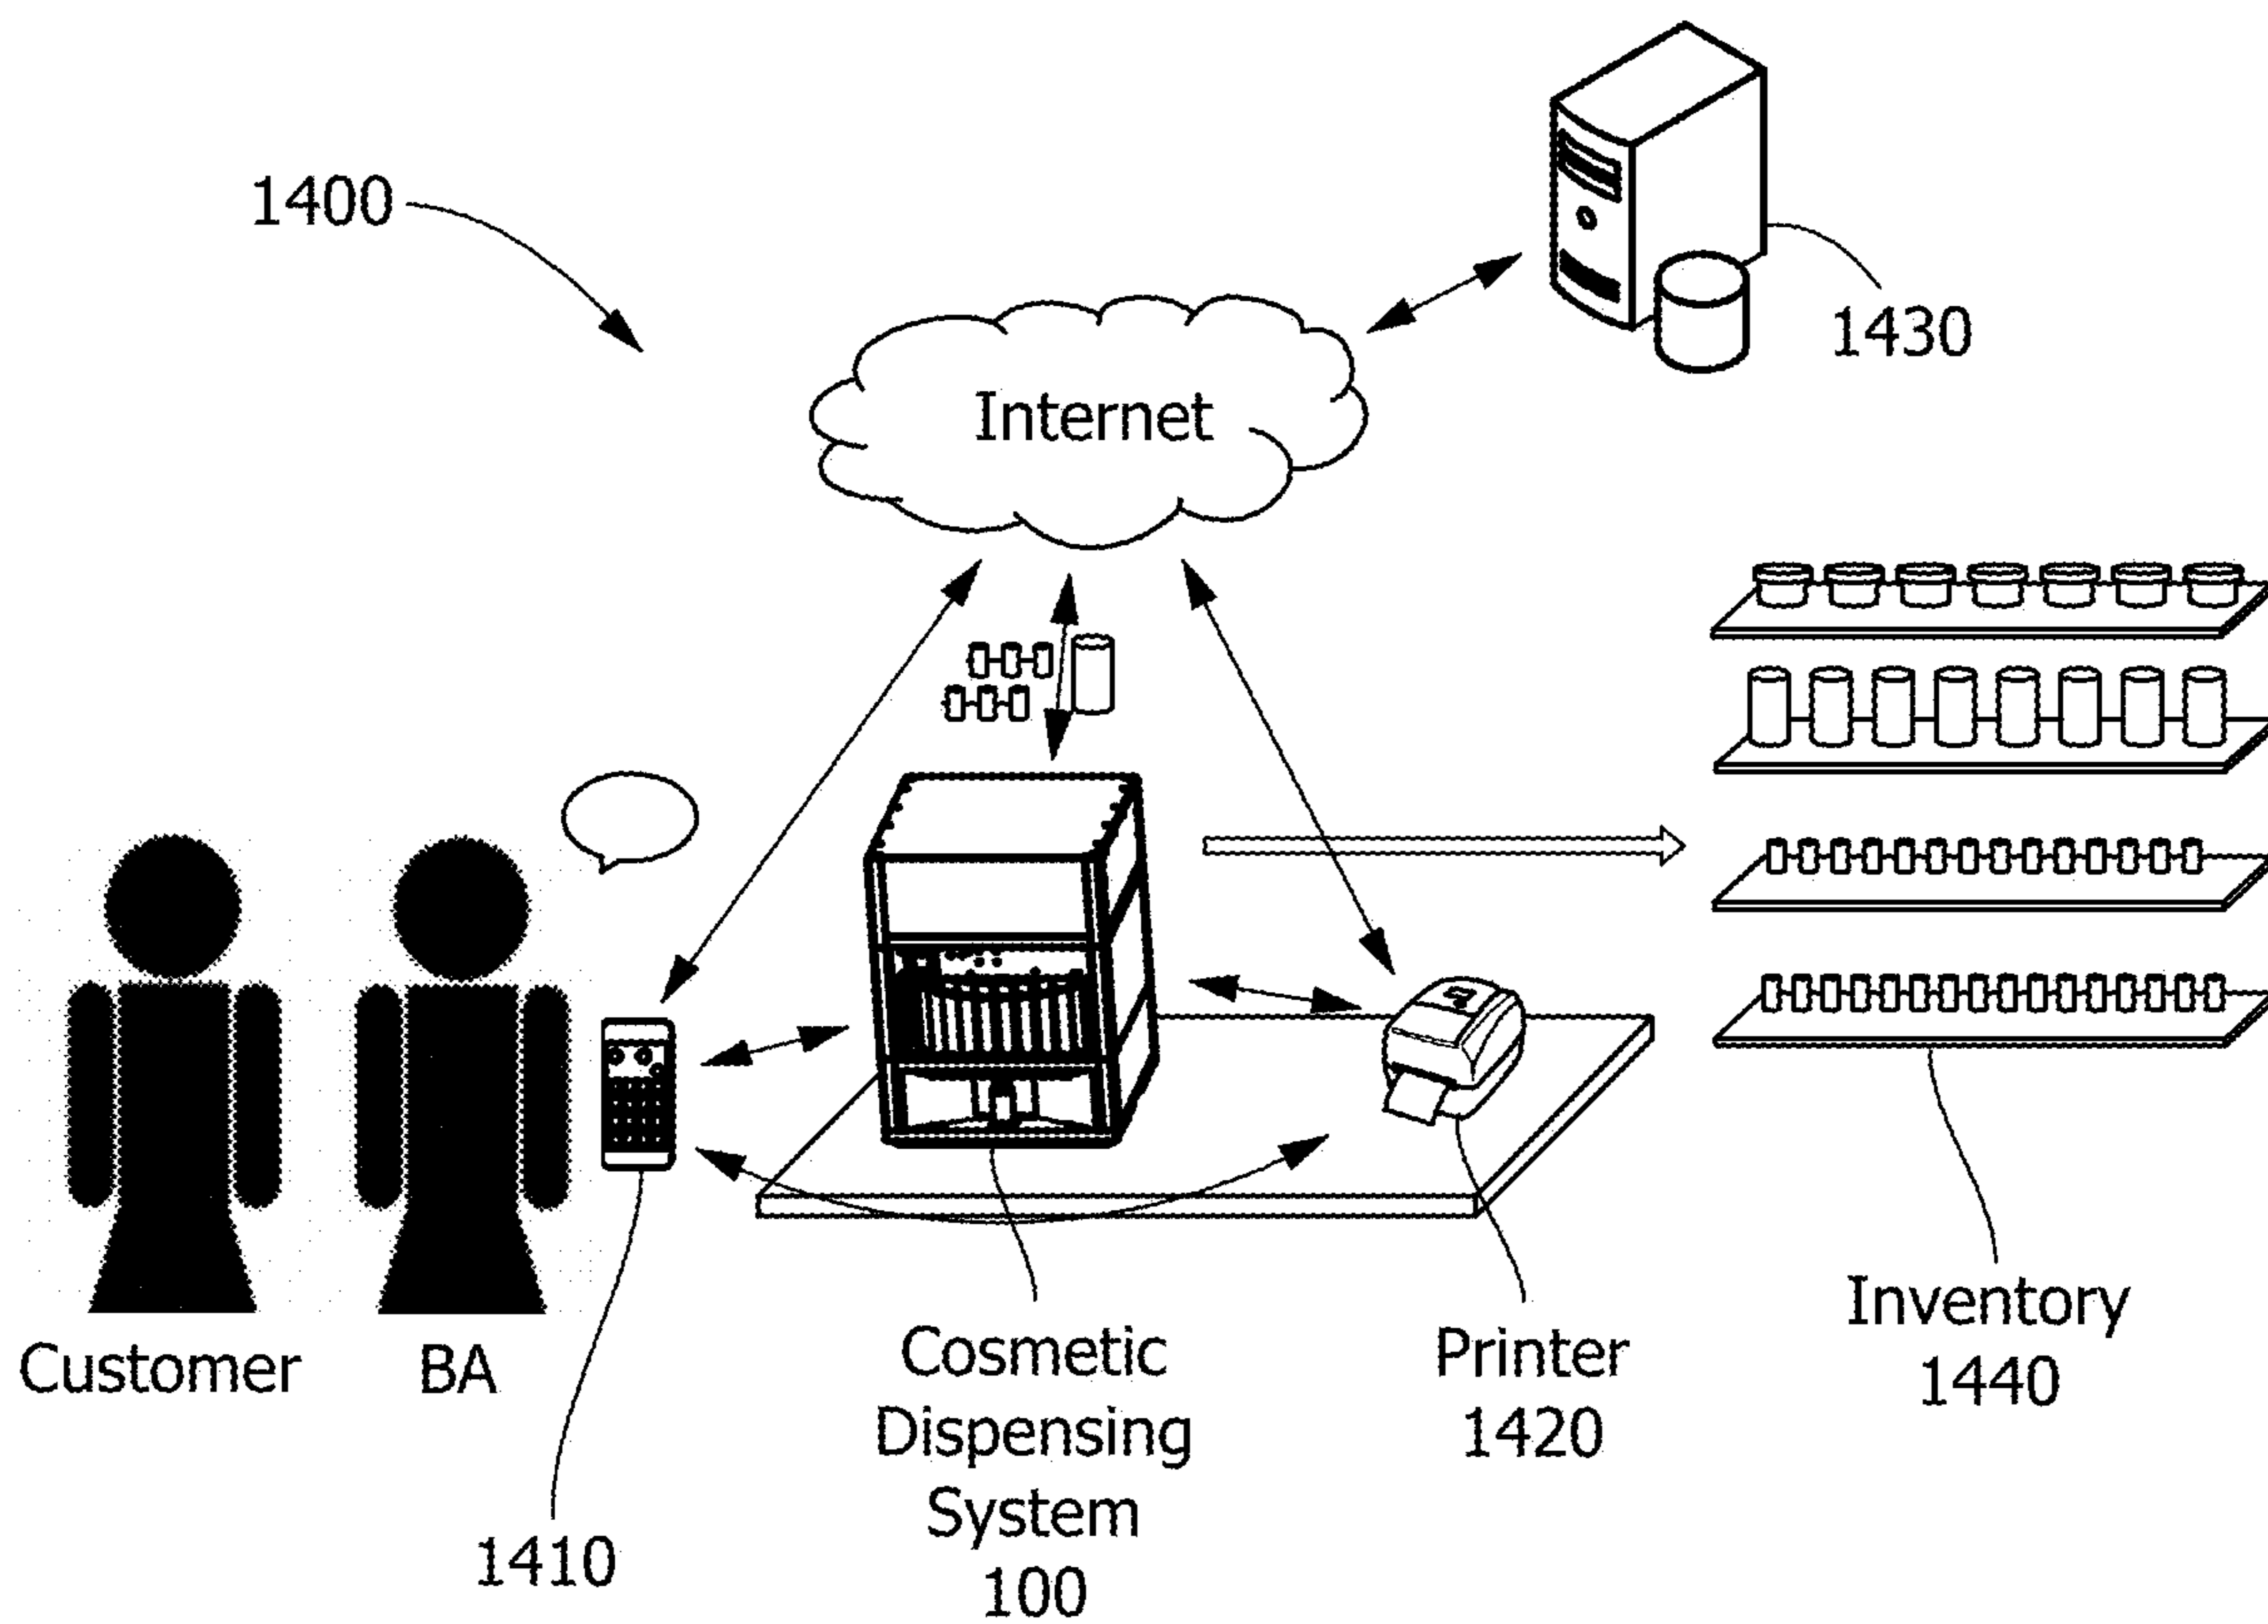 1400
1430
Internet
Customer
BA
1410
Cosmetic
Dispensing
System
100
Printer
1420
Inventory
1440